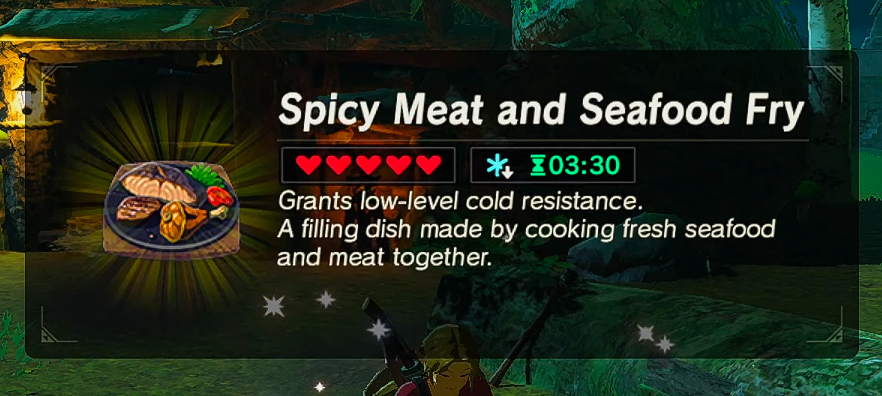 Spicy Meat and Seafood Fry
03:30
Grants low-level cold resistance.
A filling dish made by cooking fresh seafood
and meat together.